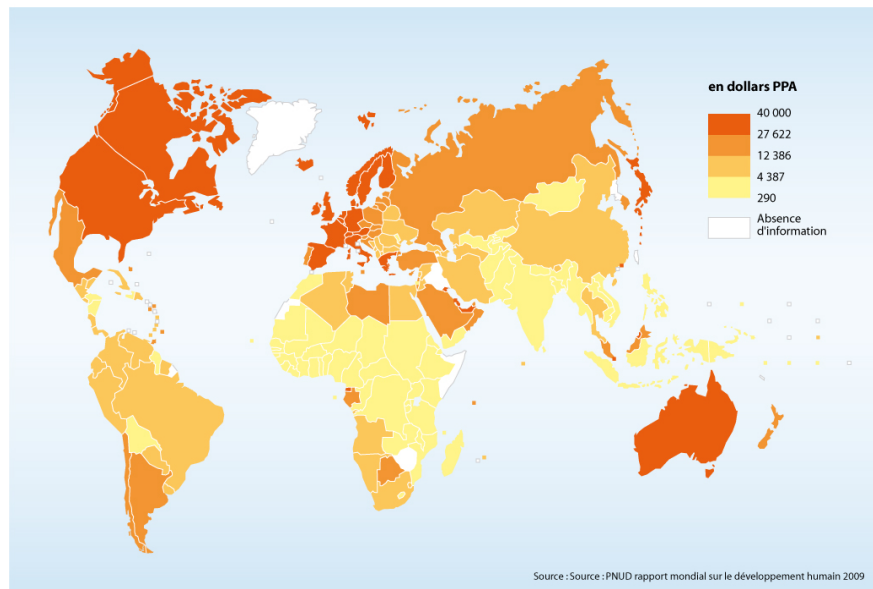 en dollars PPA
40 000
27 622
12 386
4 387
290
Absence
d'information
Source : Source : PNUD rapport mondial sur le développement humain 2009